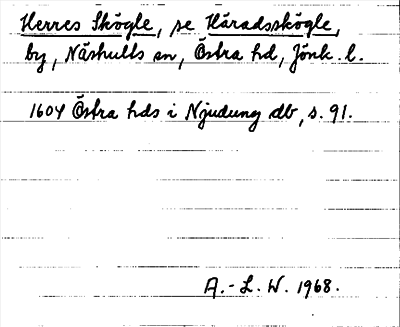 Herres Skögle, se Häradsskögle,
by, Näshults sn, Östra hd, Jönk. l.
1604 Östra hds i Njudung db, s. 91.
A.-L. W. 1968.